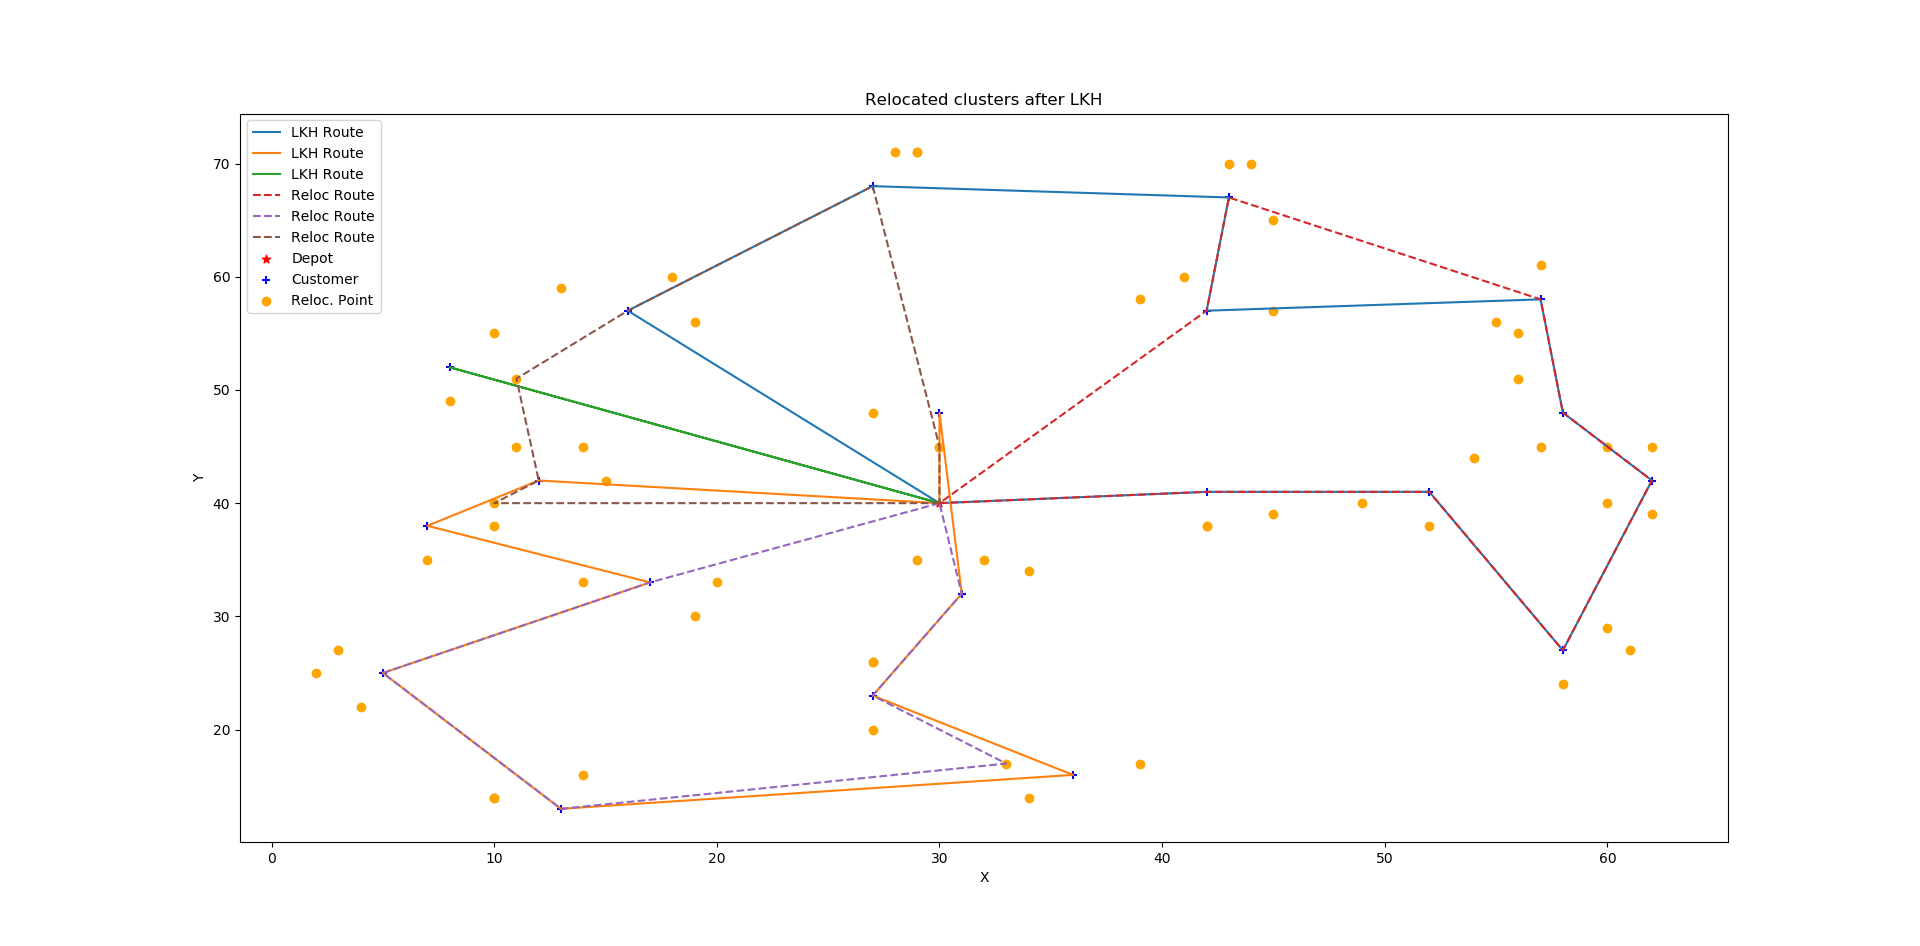 Relocated clusters after LKH
LKH Route
LKH Route
LKH Route
Reloc Route
Reloc Route
Reloc Route
Depot
Customer
Reloc. Point
70
60
50
40
30
20
Y
0 10 20 30 40 50 60
X